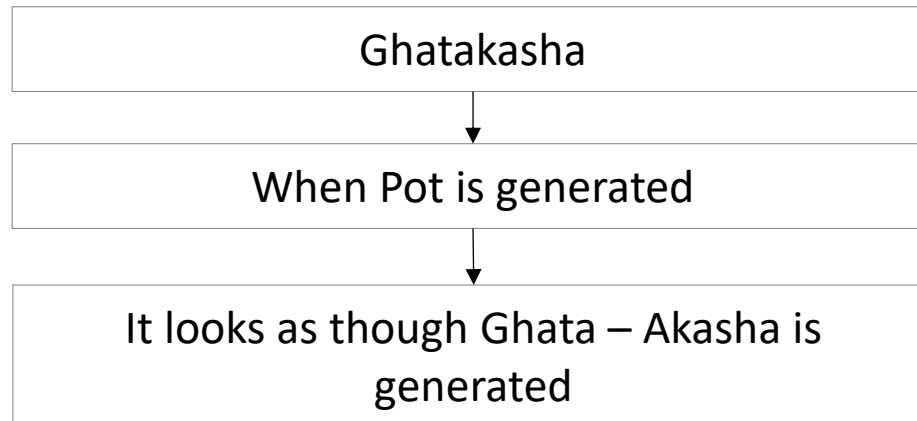 Ghatakasha
When Pot is generated
It looks as though Ghata – Akasha is
generated